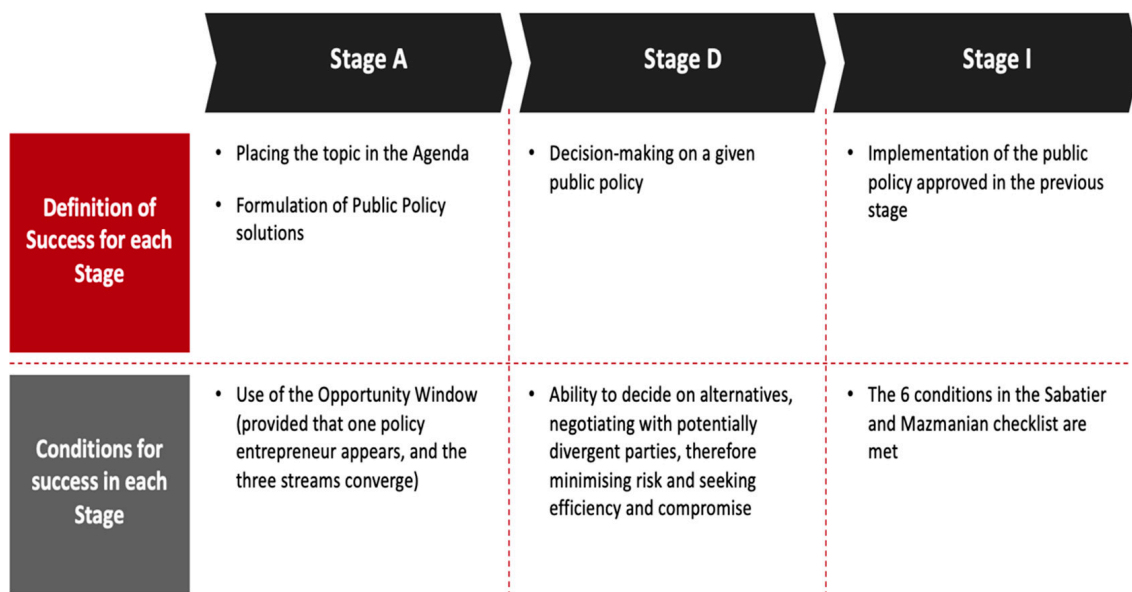 Stage A
Stage D
Stage I
Definition of
Success for each
Stage
• Placing the topic in the Agenda
• Formulation of Public Policy
solutions
• Decision-making on a given
public policy
• Implementation of the public
policy approved in the previous
stage
Conditions for
success in each
Stage
• Use of the Opportunity Window
(provided that one policy
entrepreneur appears, and the
three streams converge)
• Ability to decide on alternatives,
negotiating with potentially
divergent parties, therefore
minimising risk and seeking
efficiency and compromise
• The 6 conditions in the Sabatier
and Mazmanian checklist are
met